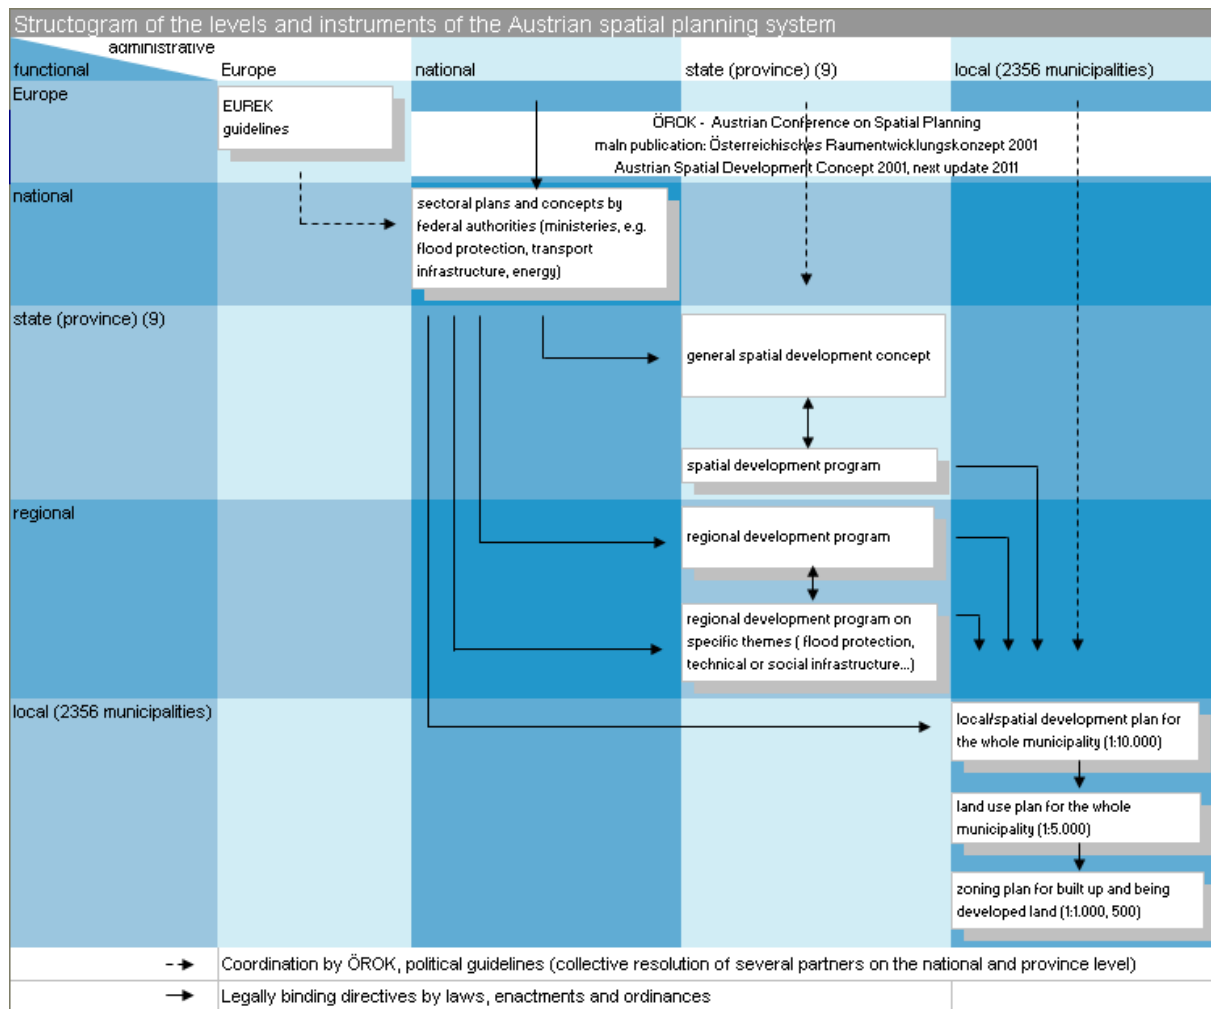 Structogram of the levels and instruments of the Austrian spatial planning system
administrative
functional
Europe
national
state (province) (9)
local (2356 municipalities)
Europe
EUREK
guidelines
ÖROK - Austrian Conference on Spatial Planning
main publication: Österreichisches Raumentwicklungskonzept 2001
Austrian Spatial Development Concept 2001, next update 2011
national
sectoral plans and concepts by
federal authorities (ministeries, e.g.
flood protection, transport
infrastructure, energy)
state (province) (9)
general spatial development concept
spatial development program
regional
regional development program
regional development program on
specific themes ( flood protection,
technical or social infrastructure...)
local (2356 municipalities)
local/spatial development plan for
the whole municipality (1:10.000)
land use plan for the whole
municipality (1:5.000)
zoning plan for built up and being
developed land (1:1.000, 500)
Coordination by ÖROK, political guidelines (collective resolution of several partners on the national and province level)
Legally binding directives by laws, enactments and ordinances